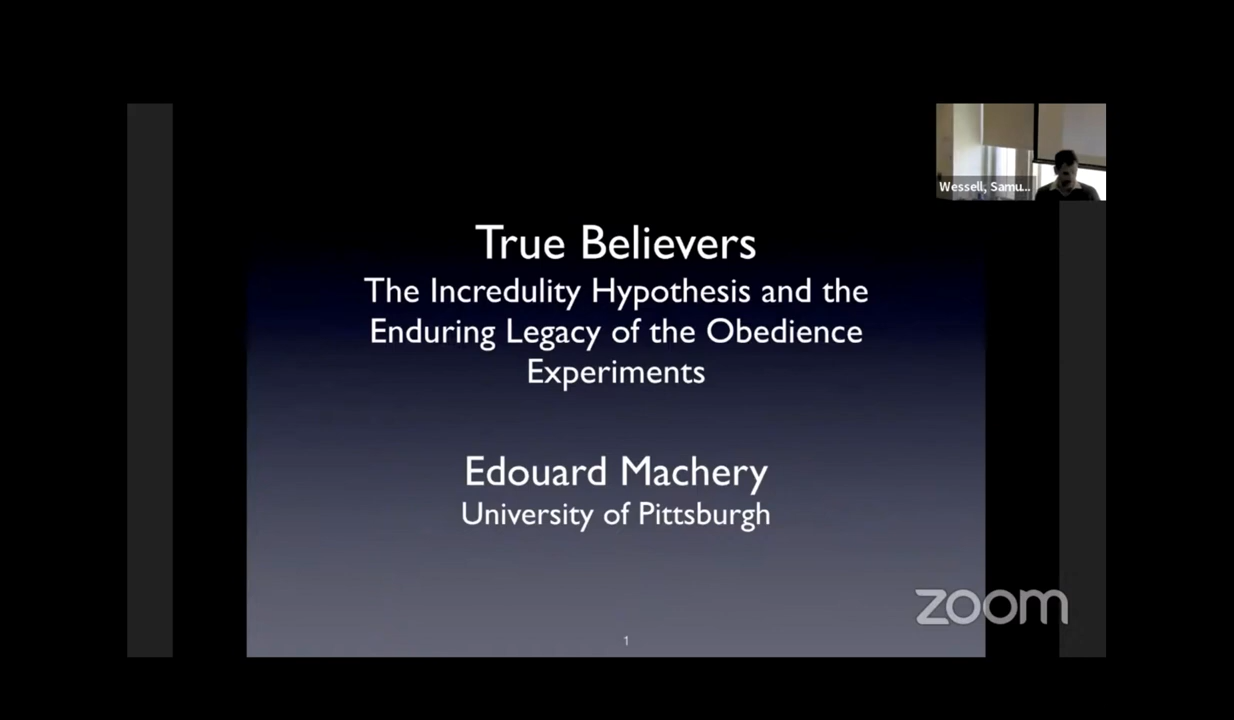 Wessell, Samu...
True Believers
The Incredulity Hypothesis and the
Enduring Legacy of the Obedience
Experiments
Edouard Machery
University of Pittsburgh
zoom
1